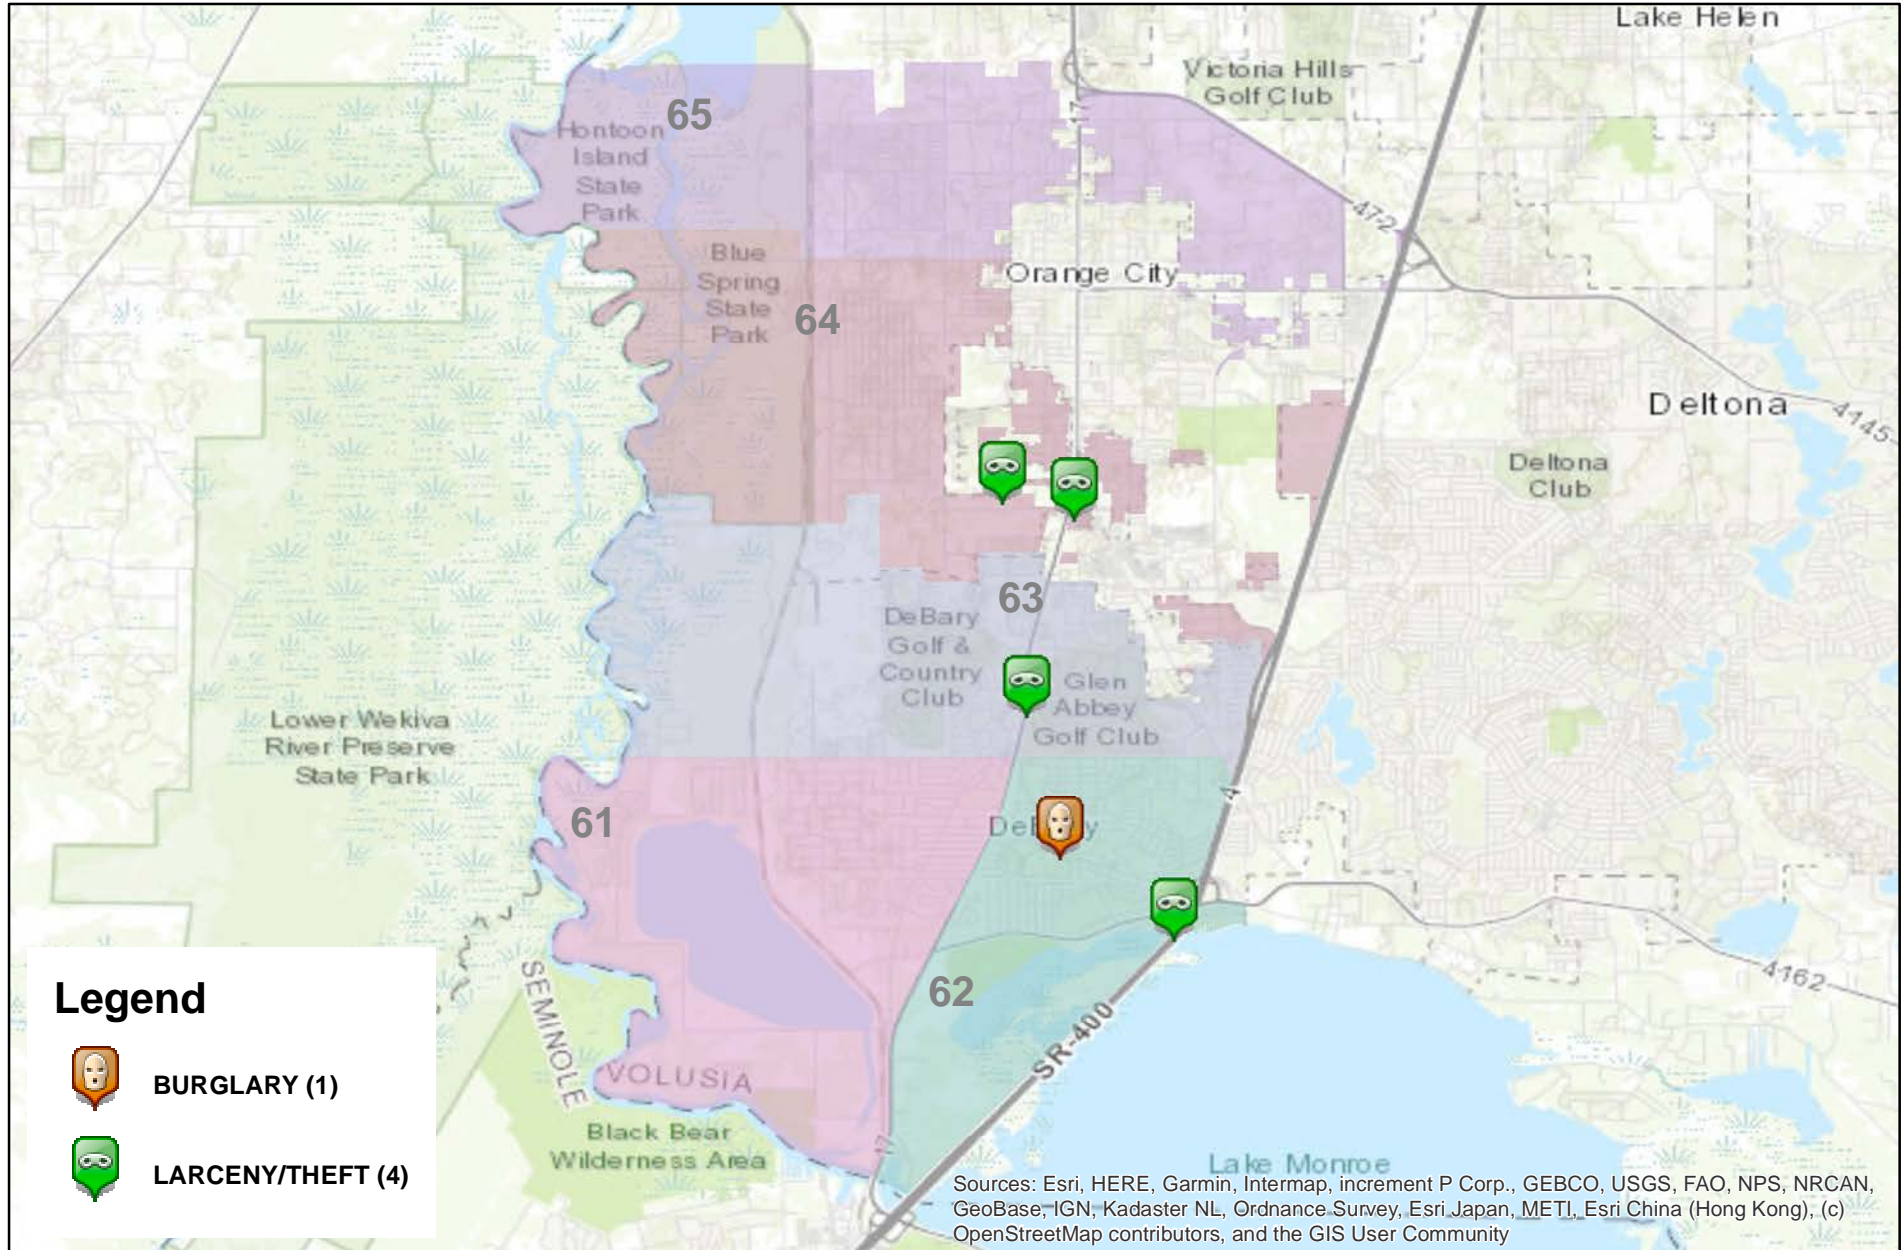 Lake Helen
Victoria Hills
Golf Club
17
65
Hontoon
Island
State
Park
472
Blue
Spring
State
Park
Orange City
64
Deltona
4145
Deltona
Club
63
DeBary
Golf &
Country
Club
Glen
Abbey
Golf Club
Lower Wekiva
River Preserve
State Park
4
61
62
4162
SR-400
SEMINOLE
VOLUSIA
17
Black Bear
Wilderness Area
Lake Monroe
Legend
BURGLARY (1)
LARCENY/THEFT (4)
Sources: Esri, HERE, Garmin, Intermap, increment P Corp., GEBCO, USGS, FAO, NPS, NRCAN,
GeoBase, IGN, Kadaster NL, Ordnance Survey, Esri Japan, METI, Esri China (Hong Kong), (c)
OpenStreetMap contributors, and the GIS User Community